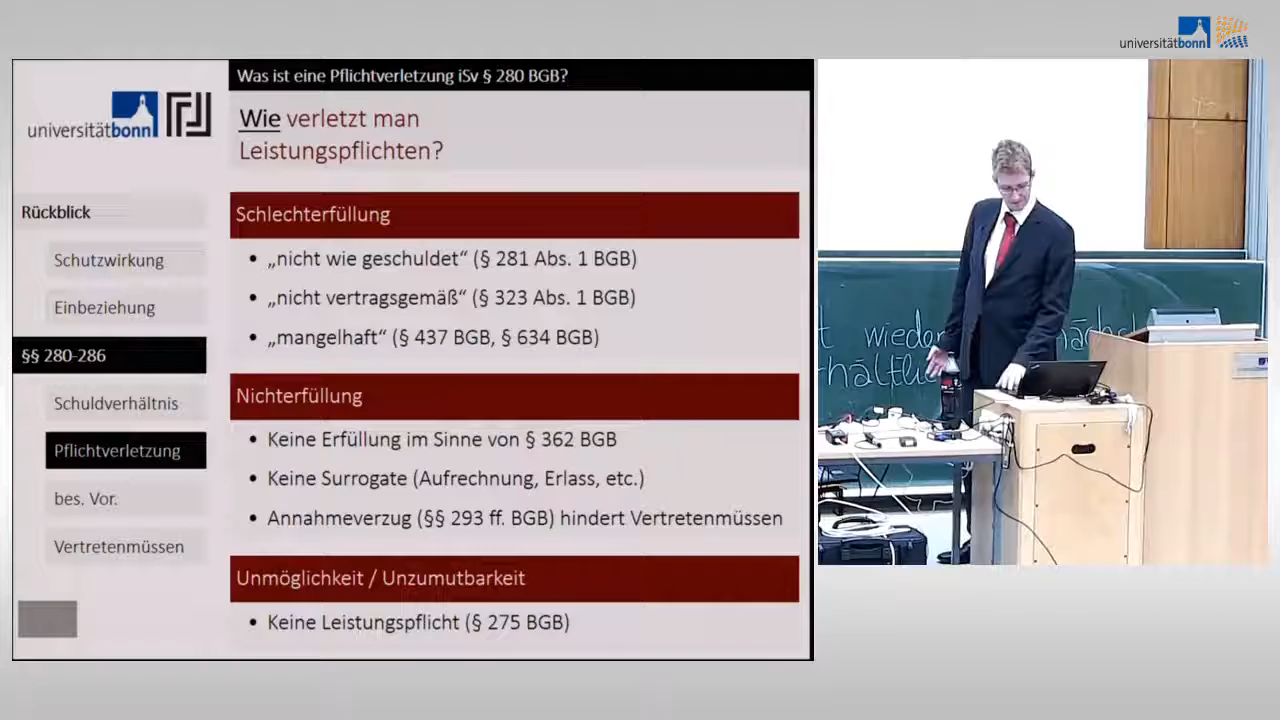 universitätbonn
Was ist eine Pflichtverletzung iSv § 280 BGB?
universitätbonn
Wie verletzt man
Leistungspflichten?
Rückblick
Schutzwirkung
Einbeziehung
§§ 280-286
Schuldverhältnis
Pflichtverletzung
bes. Vor.
Vertretenmüssen
Schlechterfüllung
• „nicht wie geschuldet“ (§ 281 Abs. 1 BGB)
• „nicht vertragsgemäß“ (§ 323 Abs. 1 BGB)
• „mangelhaft“ (§ 437 BGB, § 634 BGB)
Nichterfüllung
• Keine Erfüllung im Sinne von § 362 BGB
• Keine Surrogate (Aufrechnung, Erlass, etc.)
• Annahmeverzug (§§ 293 ff. BGB) hindert Vertretenmüssen
Unmöglichkeit / Unzumutbarkeit
• Keine Leistungspflicht (§ 275 BGB)
wieder